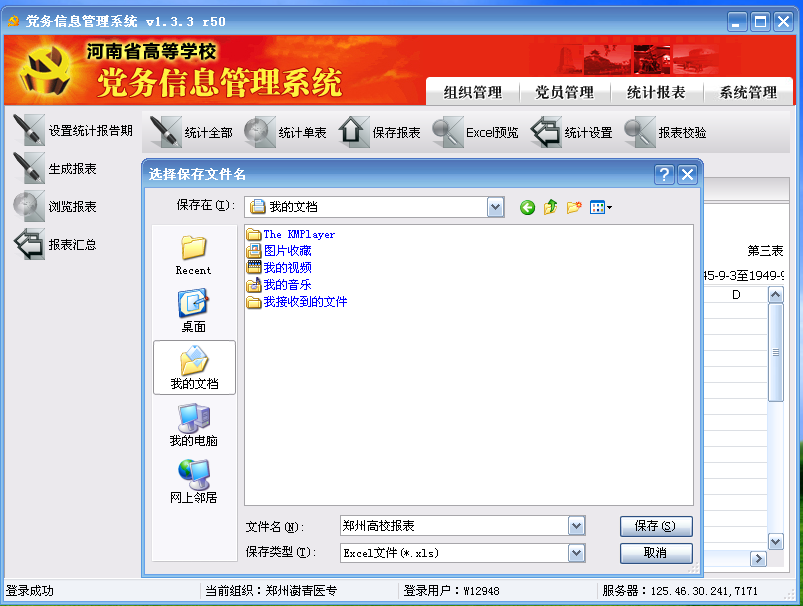 党务信息管理系统 v1.3.3 r50
河南省高等学校
党务信息管理系统
组织管理 党员管理 统计报表 系统管理
设置统计报告期 统计全部 统计单表 保存报表 Excel预览 统计设置 报表校验
生成报表
浏览报表
报表汇总
选择保存文件名
保存在(I): 我的文档
The KMPlayer
图片收藏
我的视频
我的音乐
我接收到的文件
Recent
桌面
我的文档
我的电脑
网上邻居
第三表
45-9-3至1949-9
D
文件名(N): 郑州高校报表 保存(S)
保存类型(T): Excel文件(*.xls) 取消
登录成功 当前组织：郑州澍青医专 登录用户：W12948 服务器：125.46.30.241,7171